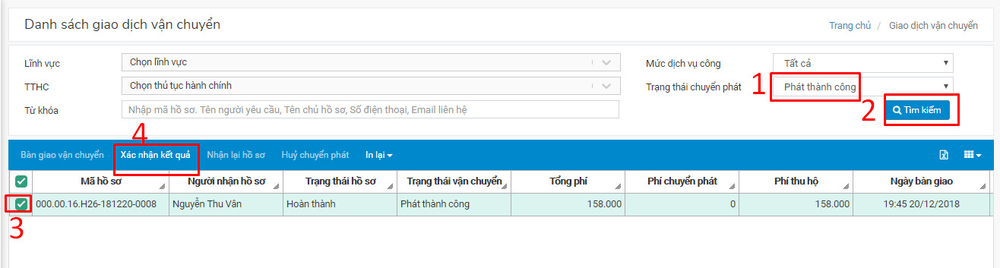 Danh sách giao dịch vận chuyển
Trang chủ / Giao dịch vận chuyển
Lĩnh vực Chọn lĩnh vực Mức dịch vụ công Tất cả
TTHC Chọn thủ tục hành chính Trạng thái chuyển phát 1 Phát thành công
Từ khóa Nhập mã hồ sơ. Tên người yêu cầu, Tên chủ hồ sơ, Số điện thoại, Email liên hệ 2 Tìm kiếm
4
Bàn giao vận chuyển Xác nhận kết quả Nhận lại hồ sơ Huỷ chuyển phát In lại
Mã hồ sơ Người nhận hồ sơ Trạng thái hồ sơ Trạng thái vận chuyển Tổng phí Phí chuyển phát Phí thu hộ Ngày bàn giao
000.00.16.H26-181220-0008 Nguyễn Thu Vân Hoàn thành Phát thành công 158.000 0 158.000 19:45 20/12/2018
3